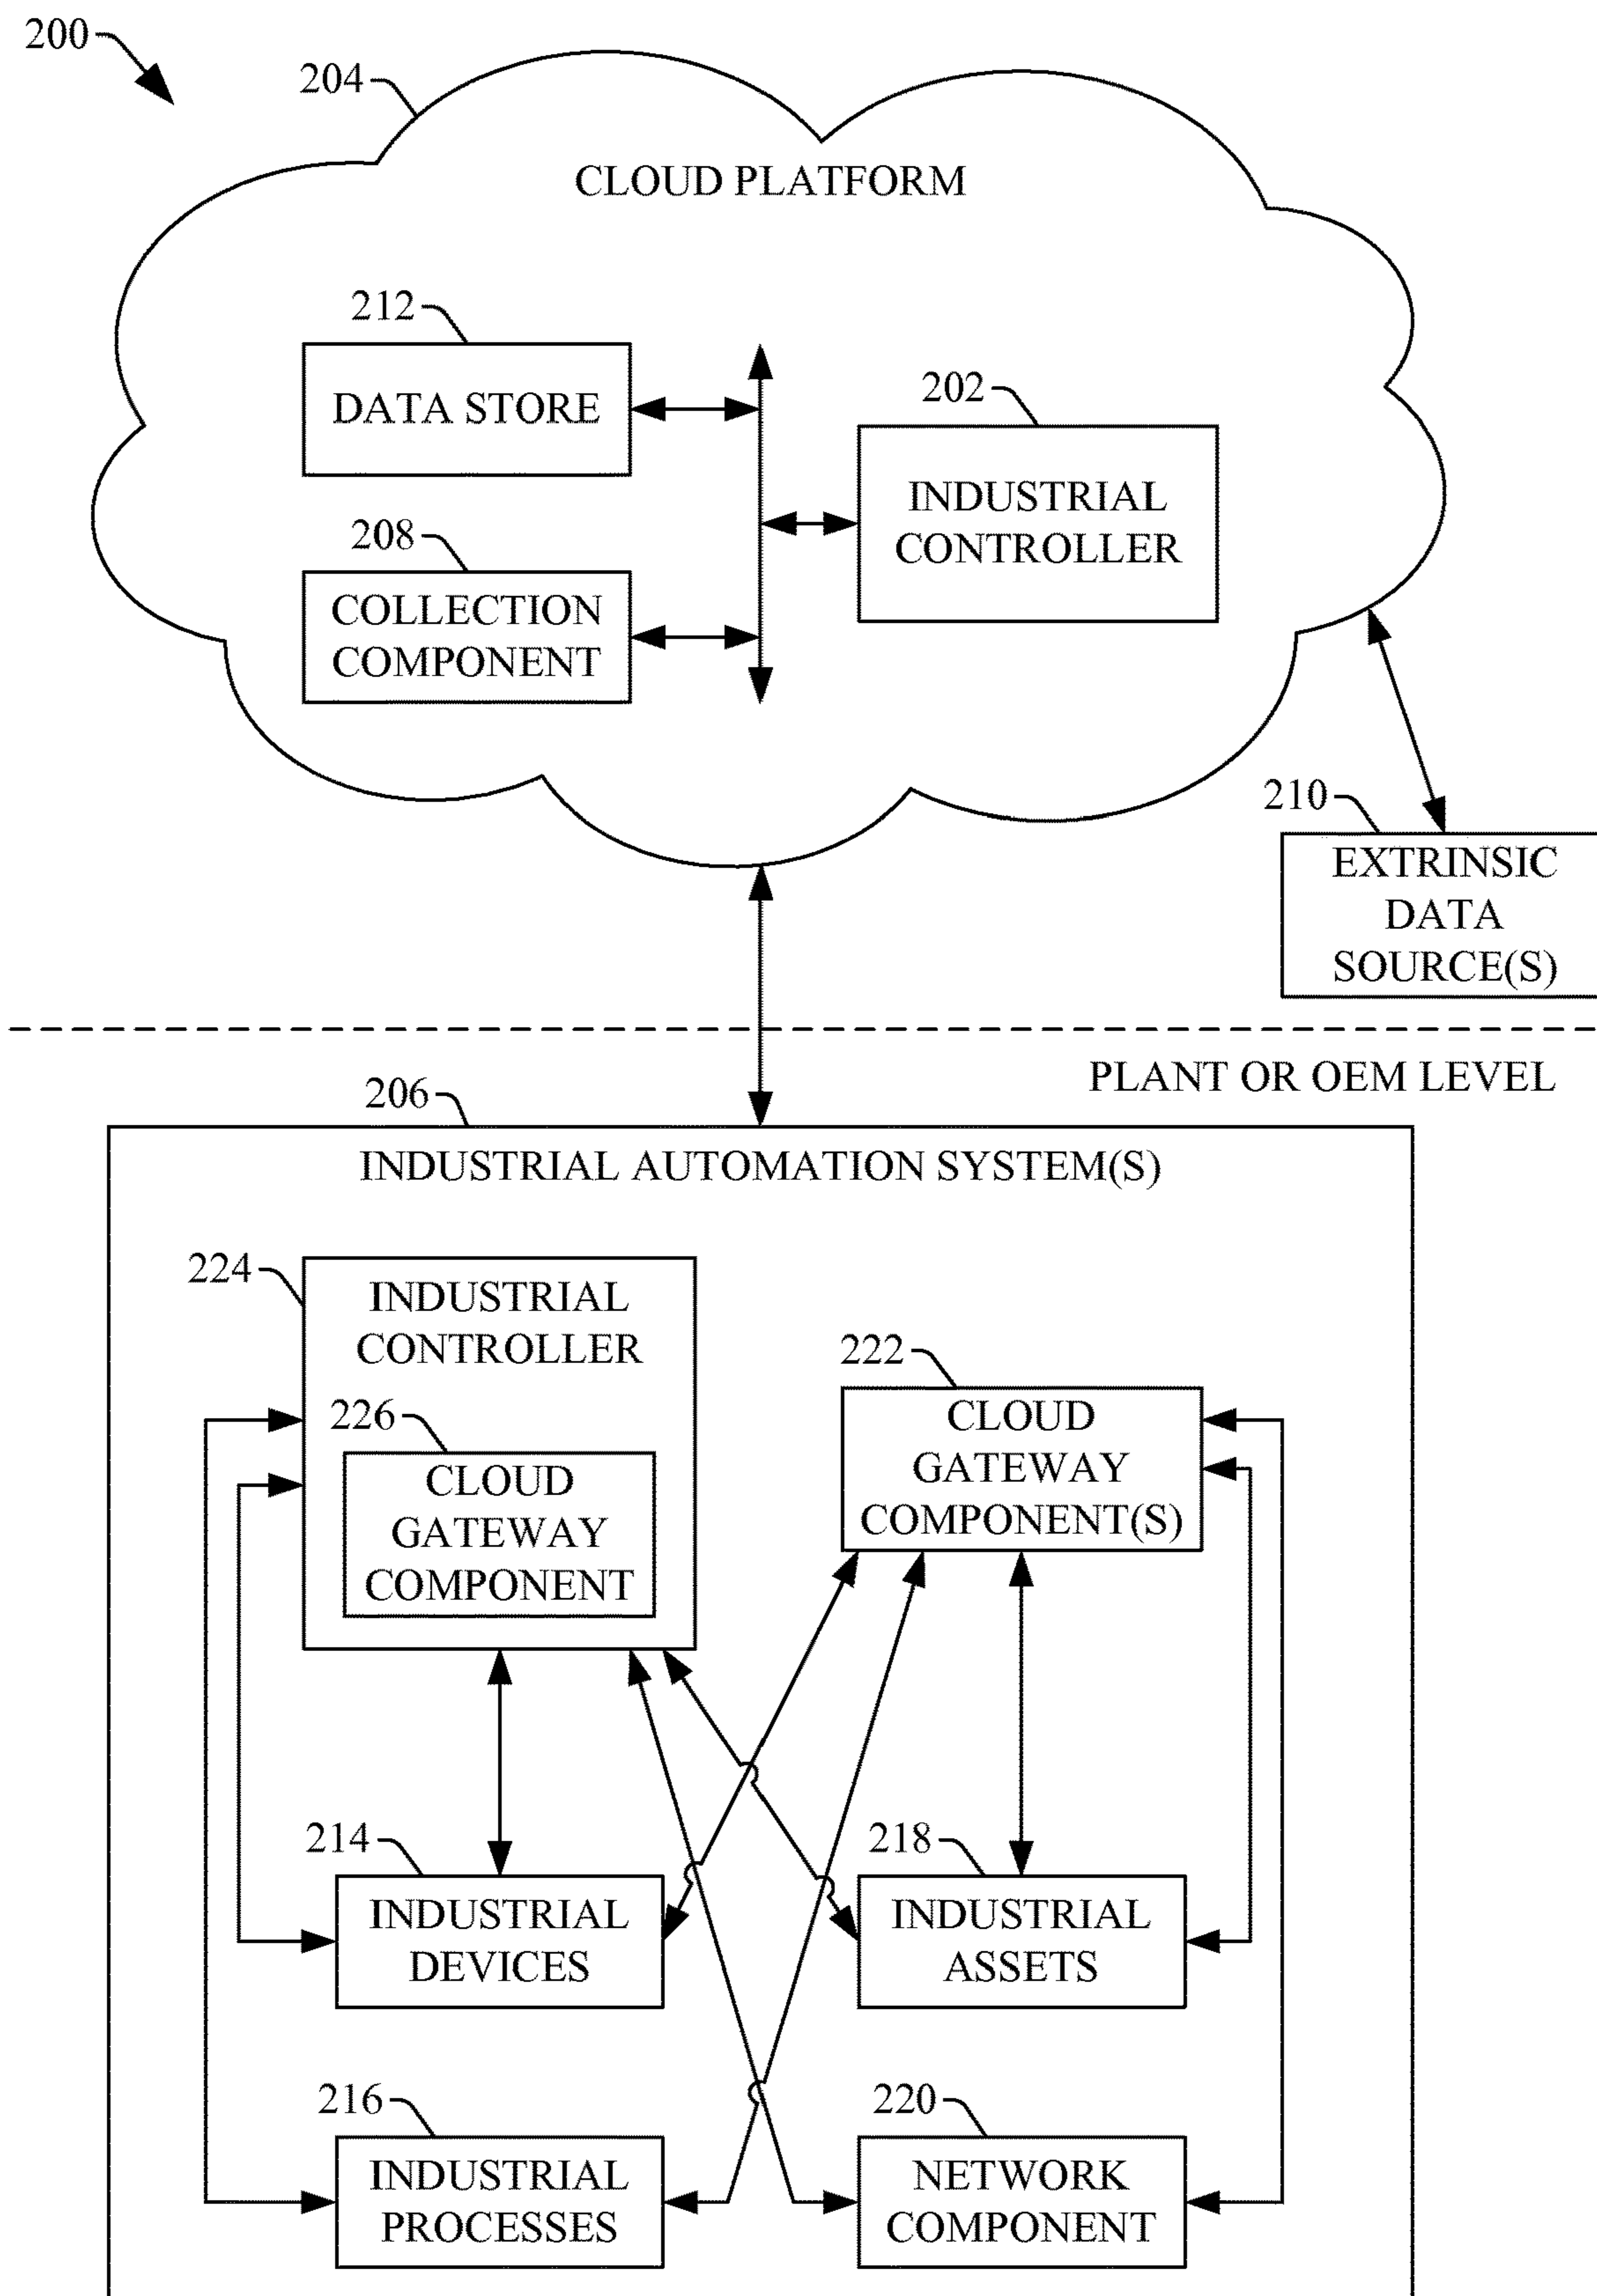 200
204
CLOUD PLATFORM
212
DATA STORE
202
INDUSTRIAL
CONTROLLER
208
COLLECTION
COMPONENT
210
EXTRINSIC
DATA
SOURCE(S)
PLANT OR OEM LEVEL
206
INDUSTRIAL AUTOMATION SYSTEM(S)
224
INDUSTRIAL
CONTROLLER
226
CLOUD
GATEWAY
COMPONENT
222
CLOUD
GATEWAY
COMPONENT(S)
214
INDUSTRIAL
DEVICES
218
INDUSTRIAL
ASSETS
216
INDUSTRIAL
PROCESSES
220
NETWORK
COMPONENT